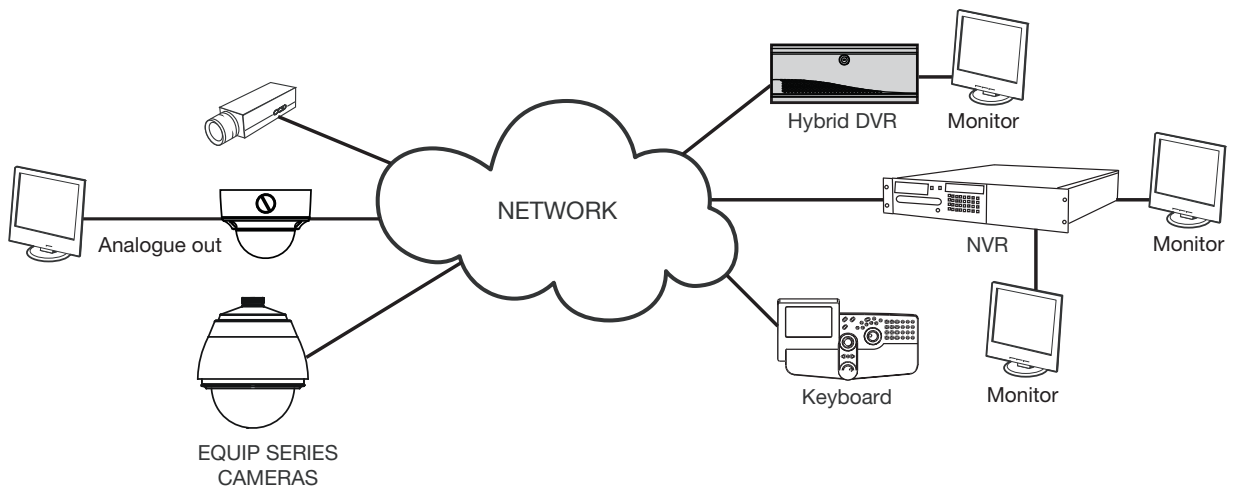 Hybrid DVR
Monitor
NETWORK
Analogue out
NVR
Monitor
Keyboard
Monitor
EQUIP SERIES
CAMERAS